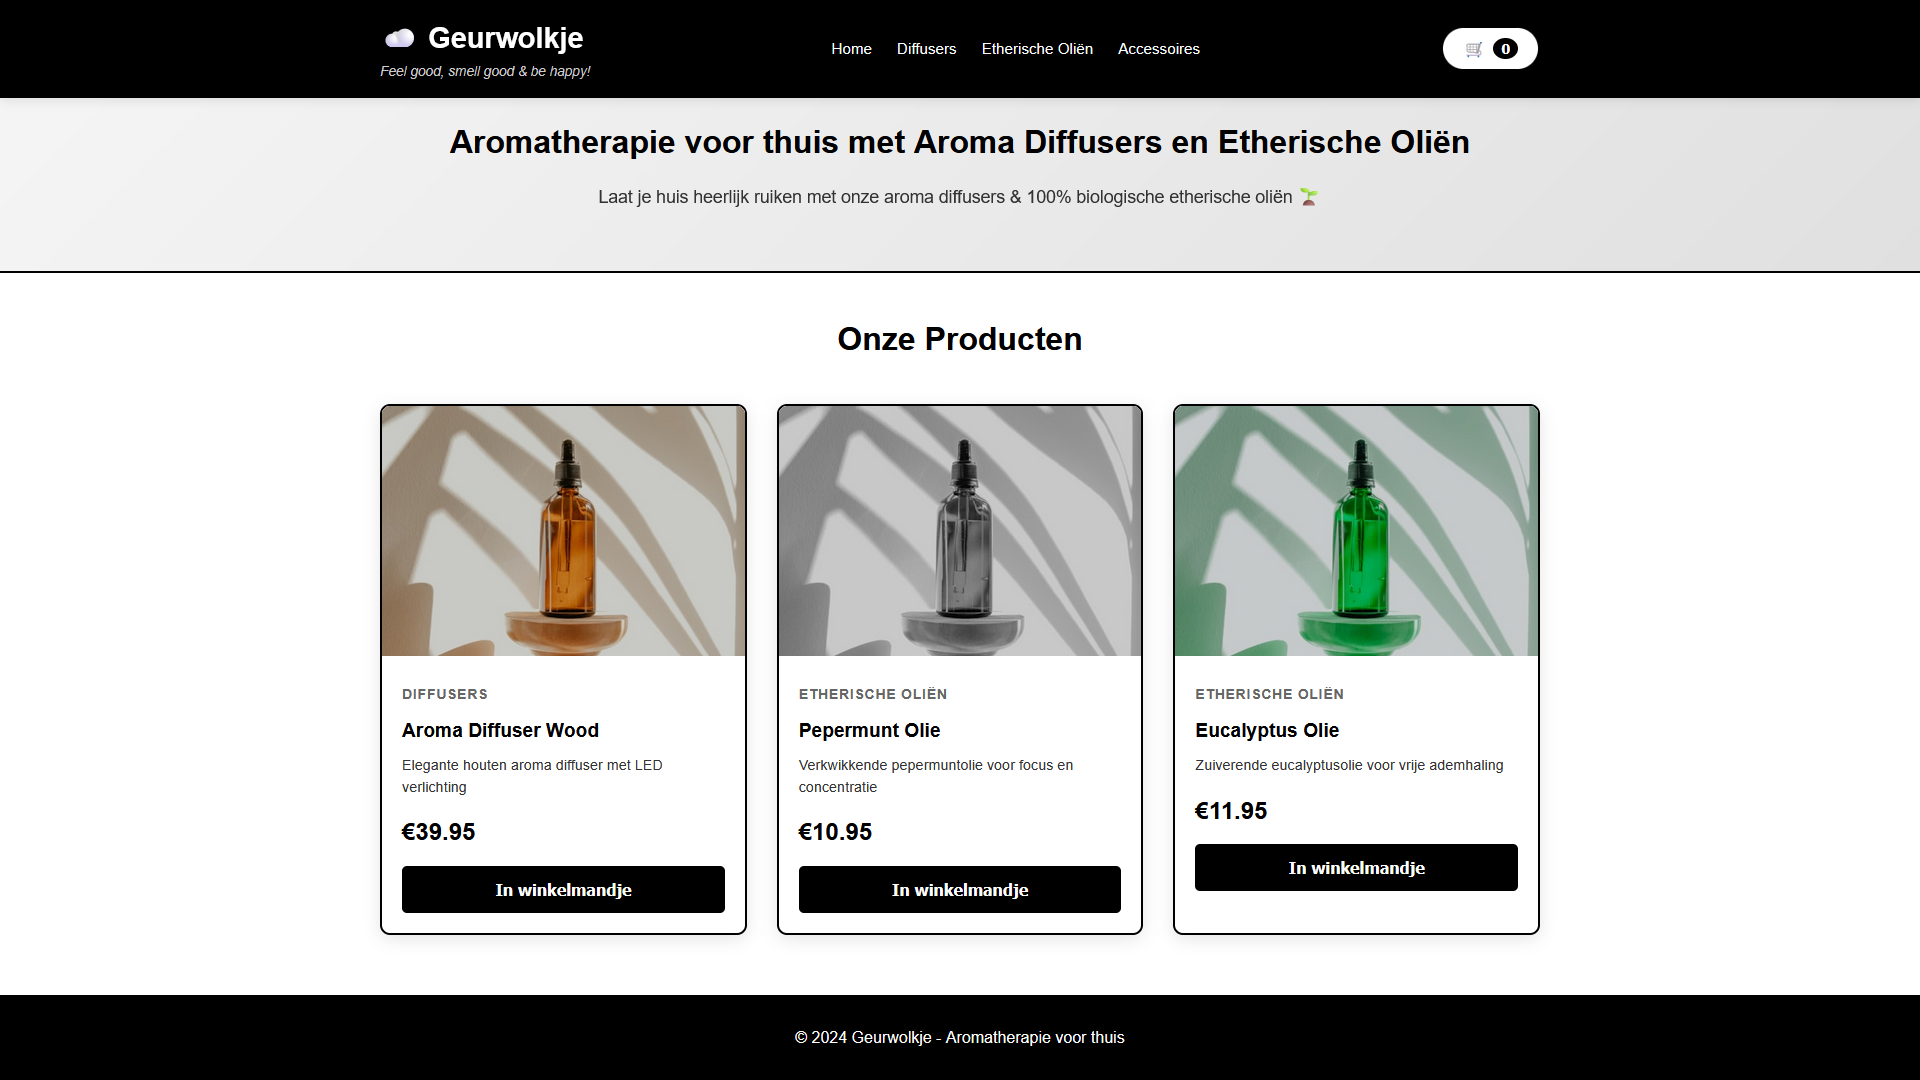 Geurwolkje
Feel good, smell good & be happy!
Home
Diffusers
Etherische Oliën
Accessoires
0
Aromatherapie voor thuis met Aroma Diffusers en Etherische Oliën
Laat je huis heerlijk ruiken met onze aroma diffusers & 100% biologische etherische oliën
Onze Producten
DIFFUSERS
Aroma Diffuser Wood
Elegante houten aroma diffuser met LED
verlichting
€39.95
In winkelmandje
ETHERISCHE OLIËN
Pepermunt Olie
Verkwikkende pepermuntolie voor focus en
concentratie
€10.95
In winkelmandje
ETHERISCHE OLIËN
Eucalyptus Olie
Zuiverende eucalyptusolie voor vrije ademhaling
€11.95
In winkelmandje
© 2024 Geurwolkje - Aromatherapie voor thuis